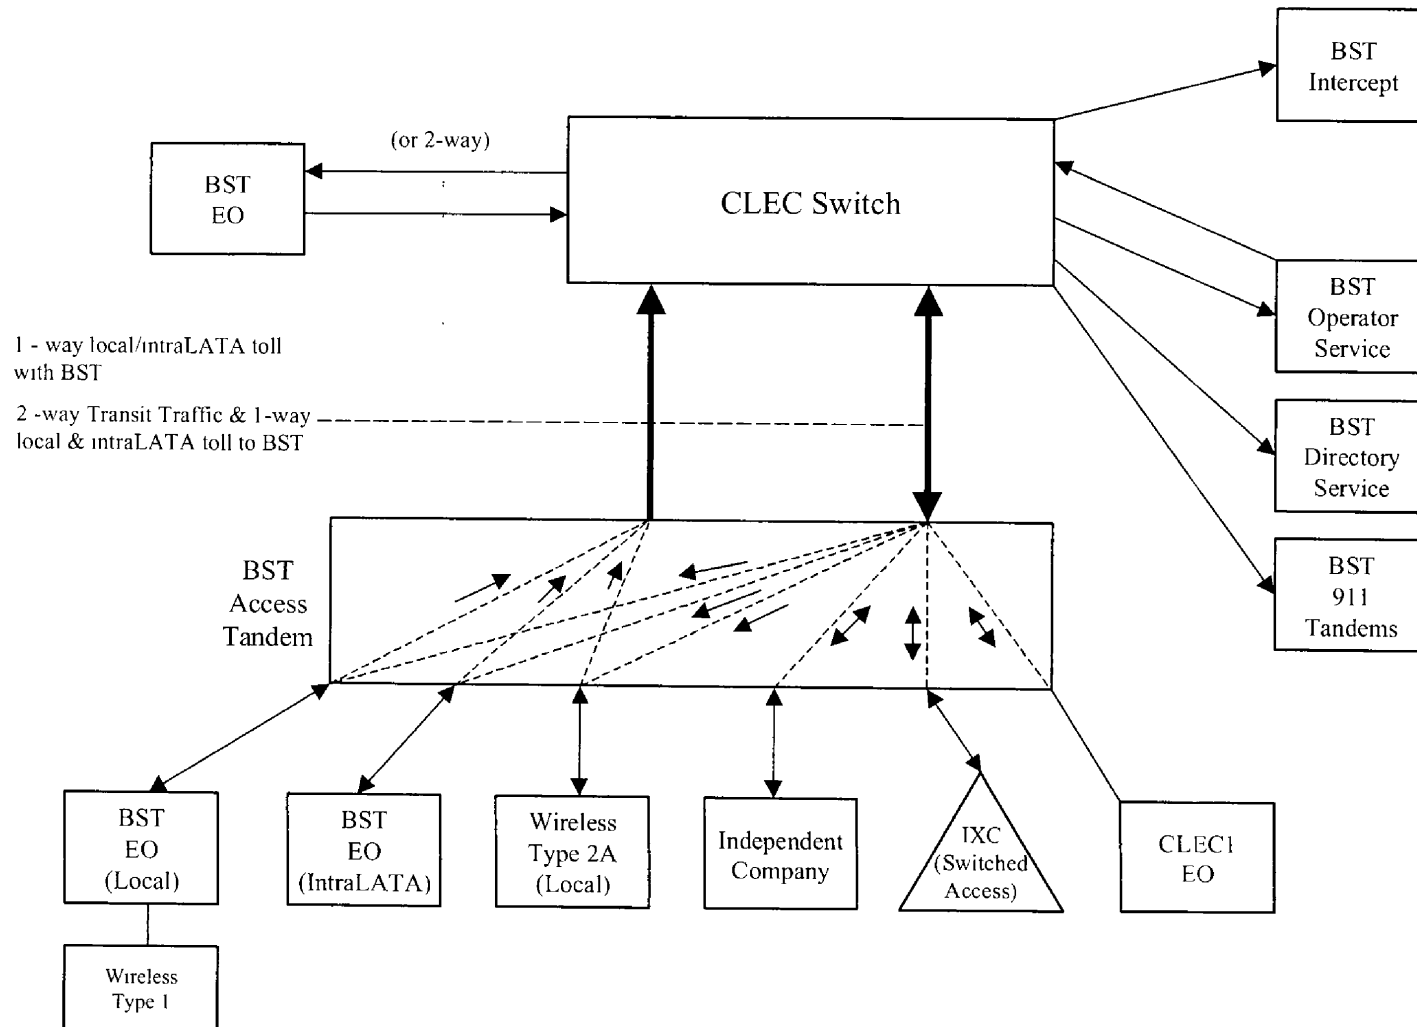 BST
Intercept
(or 2-way)
BST
EO
CLEC Switch
BST
Operator
Service
1 - way local/intraLATA toll
with BST
2 -way Transit Traffic & 1-way
local & intraLATA toll to BST
BST
Directory
Service
BST
911
Tandems
BST
Access
Tandem
BST
EO
(Local)
BST
EO
(IntraLATA)
Wireless
Type 2A
(Local)
Independent
Company
IXC
(Switched
Access)
CLEC1
EO
Wireless
Type 1